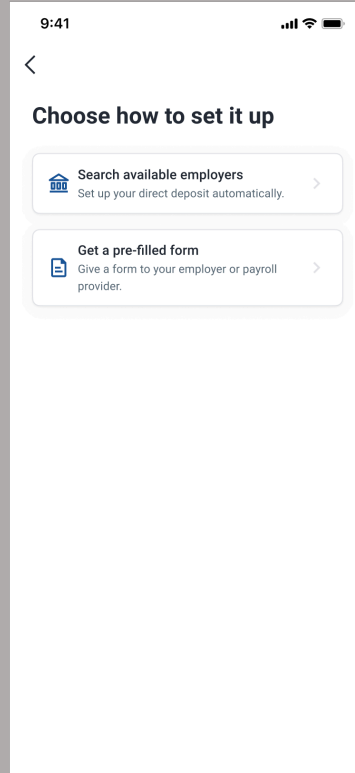 9:41
Choose how to set it up
Search available employers
Set up your direct deposit automatically.
Get a pre-filled form
Give a form to your employer or payroll
provider.